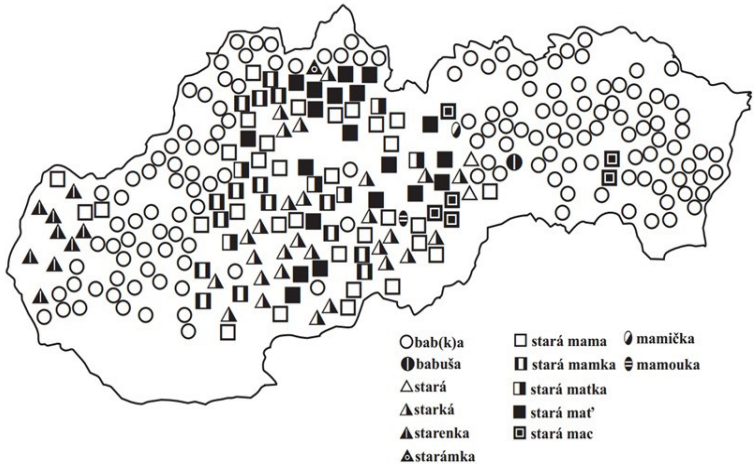 bab(k)a
babuša
stará
starká
starenka
starámka
stará mama
stará mamka
stará matka
stará mať
stará mac
mamička
mamouka